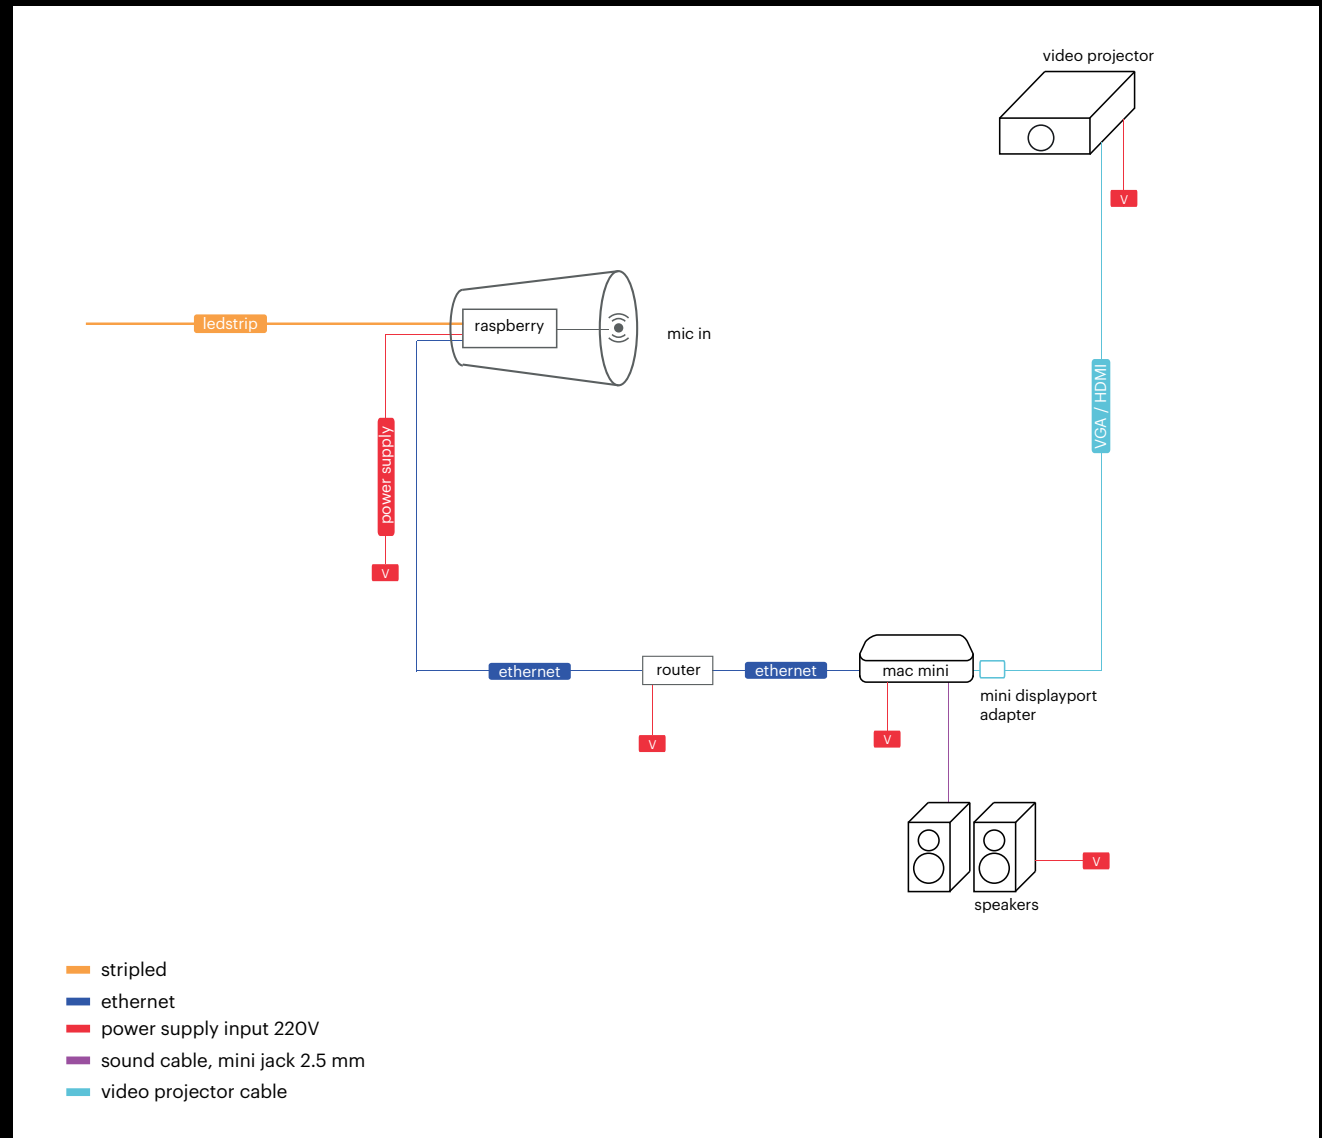 video projector
V
ledstrip
raspberry
mic in
VGA / HDMI
power supply
V
ethernet
router
ethernet
mac mini
mini displayport
adapter
V
V
V
speakers
stripled
ethernet
power supply input 220V
sound cable, mini jack 2.5 mm
video projector cable